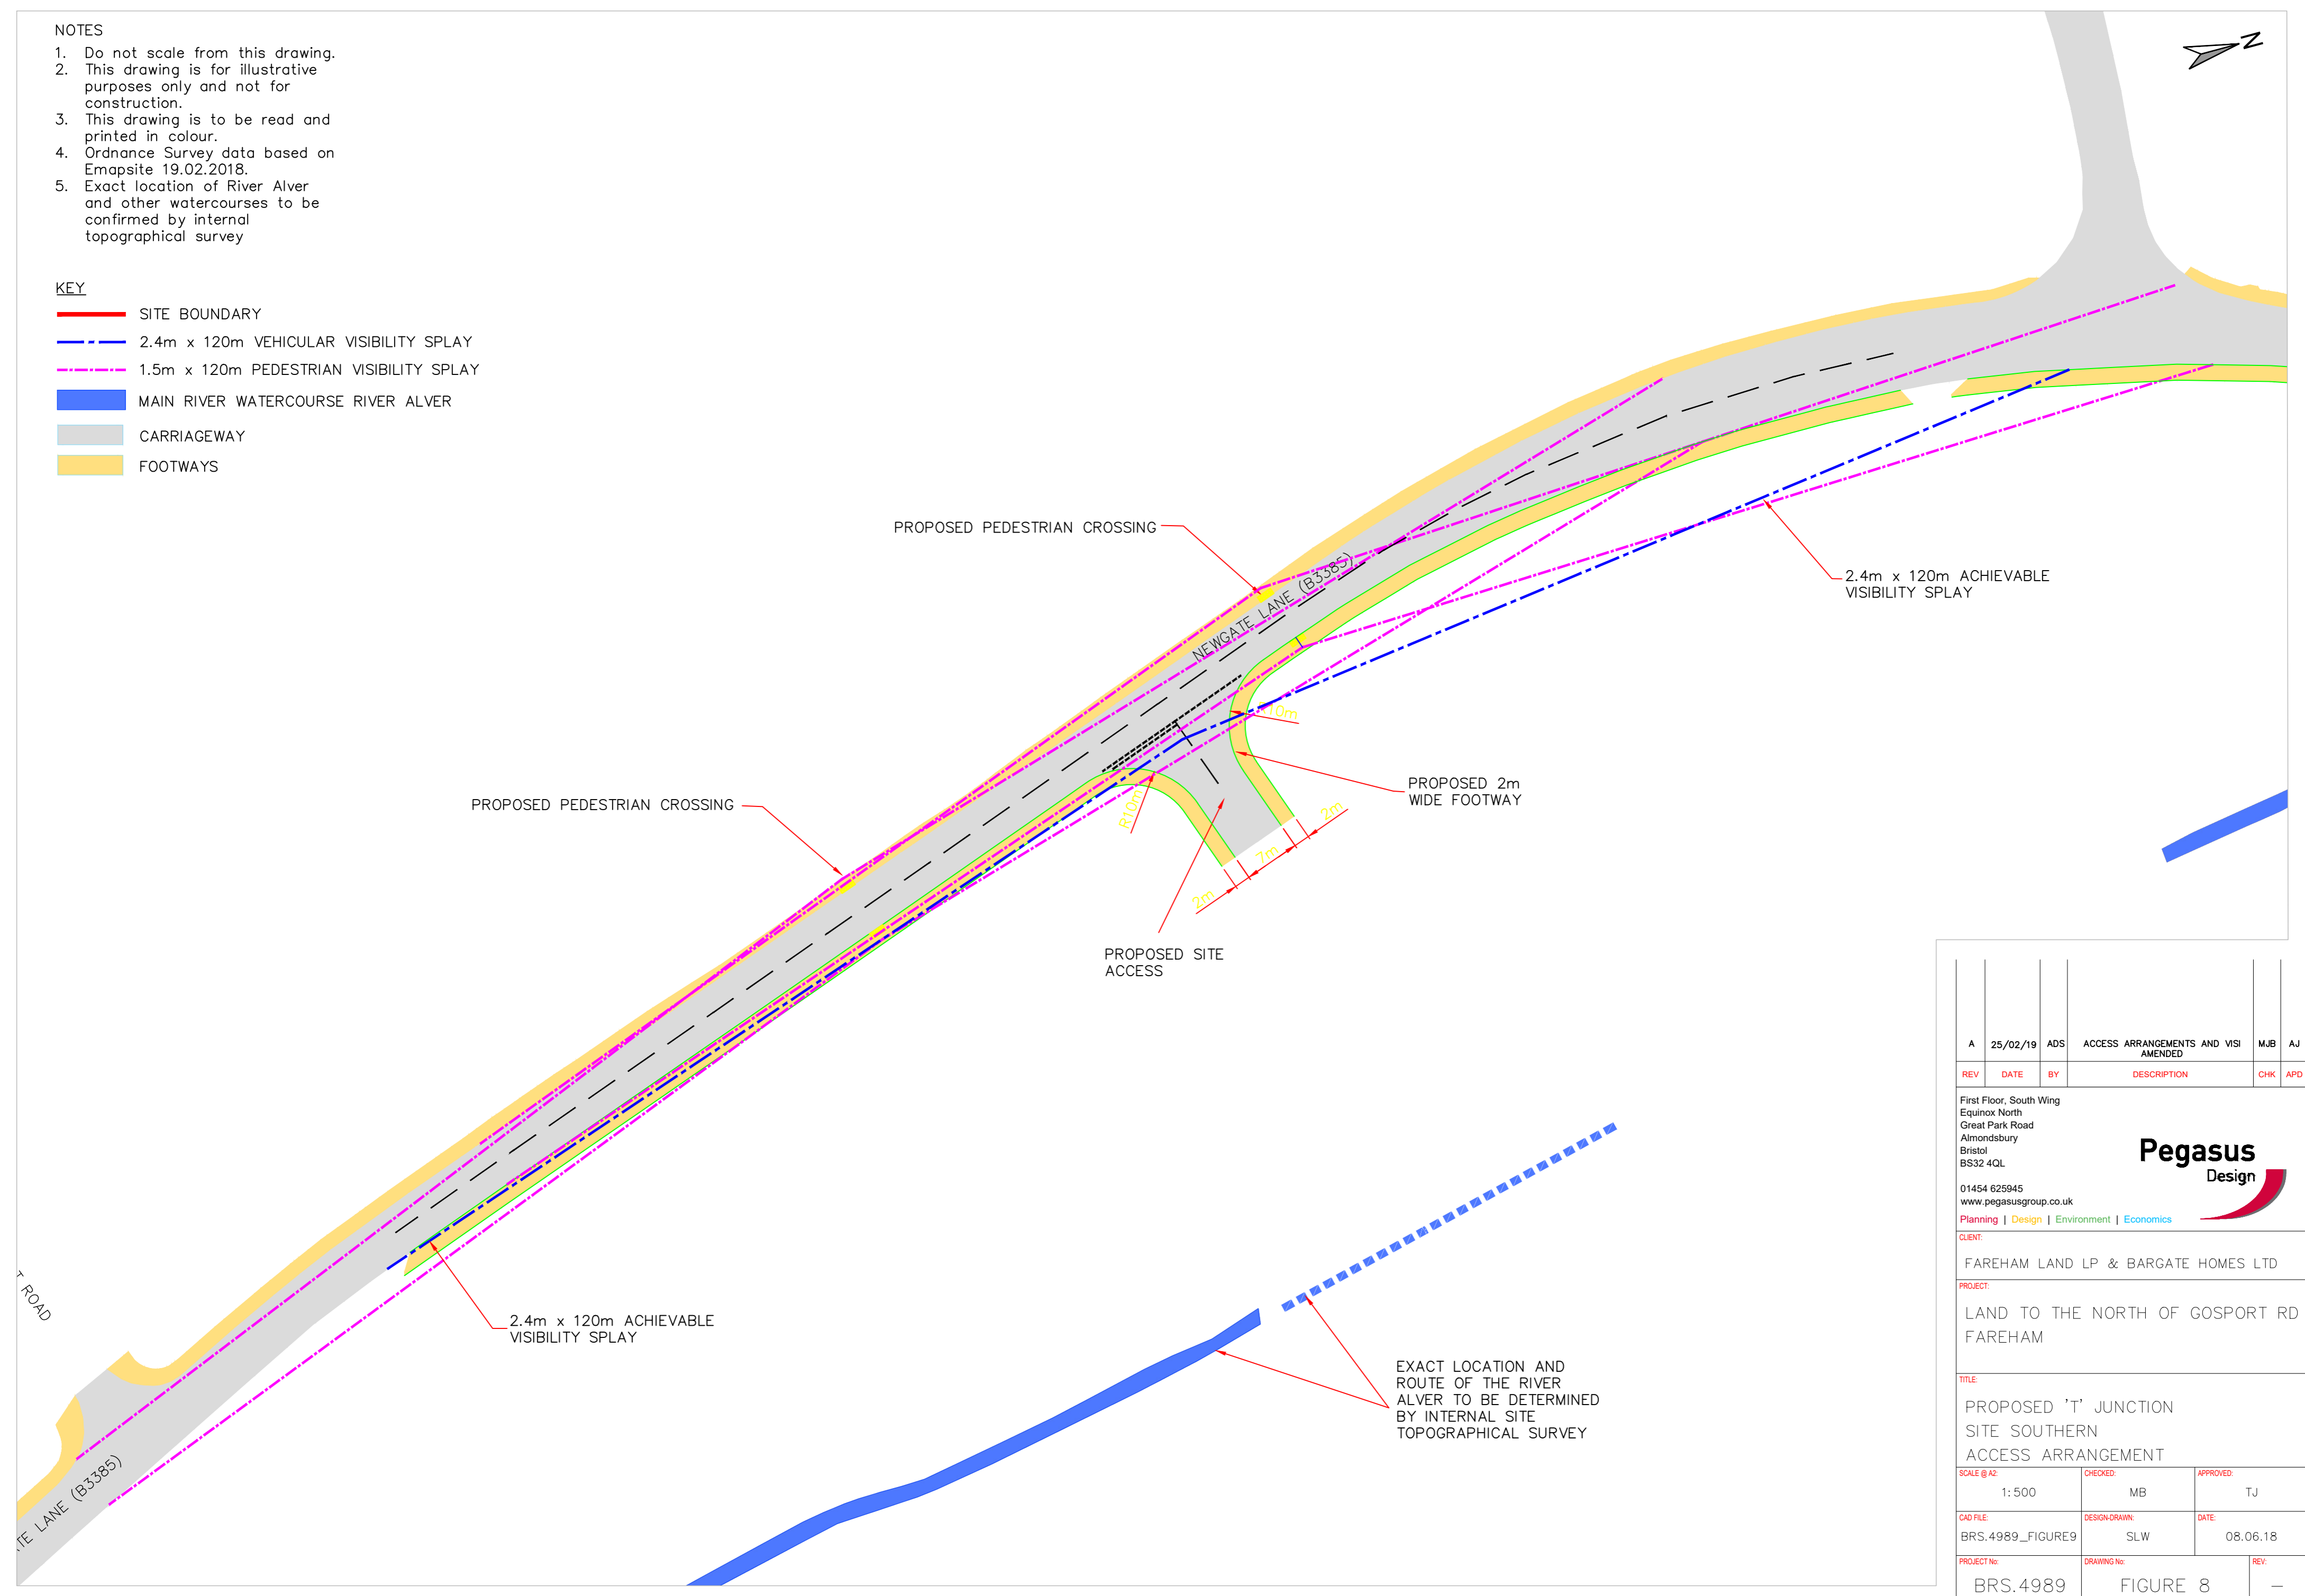 NOTES
1. Do not scale from this drawing.
2. This drawing is for illustrative
purposes only and not for
construction.
3. This drawing is to be read and
printed in colour.
4. Ordnance Survey data based on
Emapsite 19.02.2018.
5. Exact location of River Alver
and other watercourses to be
confirmed by internal
topographical survey
KEY
SITE BOUNDARY
2.4m x 120m VEHICULAR VISIBILITY SPLAY
1.5m x 120m PEDESTRIAN VISIBILITY SPLAY
MAIN RIVER WATERCOURSE RIVER ALVER
CARRIAGEWAY
FOOTWAYS
N
PROPOSED PEDESTRIAN CROSSING
NEWGATE LANE (B3385)
2.4m x 120m ACHIEVABLE
VISIBILITY SPLAY
10m
PROPOSED PEDESTRIAN CROSSING
R10m
PROPOSED 2m
WIDE FOOTWAY
2m
7m
2m
PROPOSED SITE
ACCESS
T ROAD
2.4m x 120m ACHIEVABLE
VISIBILITY SPLAY
EXACT LOCATION AND
ROUTE OF THE RIVER
ALVER TO BE DETERMINED
BY INTERNAL SITE
TOPOGRAPHICAL SURVEY
TE LANE (B3385)
A 25/02/19 ADS ACCESS ARRANGEMENTS AND VISI MJB AJ
AMENDED
REV DATE BY DESCRIPTION CHK APD
First Floor, South Wing
Equinox North
Great Park Road
Almondsbury
Bristol
BS32 4QL
01454 625945
www.pegasusgroup.co.uk
Planning | Design | Environment | Economics
Pegasus
Design
CLIENT:
FAREHAM LAND LP & BARGATE HOMES LTD
PROJECT:
LAND TO THE NORTH OF GOSPORT RD
FAREHAM
TITLE:
PROPOSED 'T' JUNCTION
SITE SOUTHERN
ACCESS ARRANGEMENT
SCALE @ A2: CHECKED: APPROVED:
1:500 MB TJ
CAD FILE: DESIGN-DRAWN: DATE:
BRS.4989_FIGURE9 SLW 08.06.18
PROJECT No: DRAWING No: REV:
BRS.4989 FIGURE 8 –